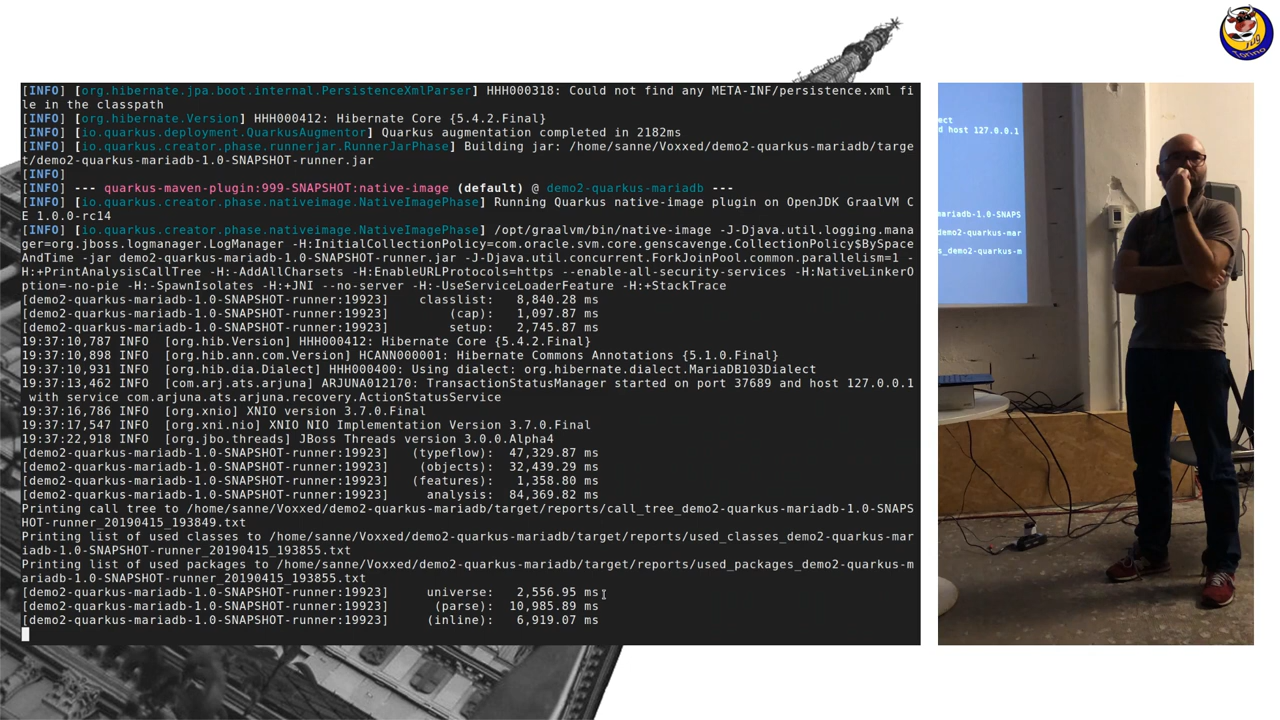 [INFO] [org.hibernate.jpa.boot.internal.PersistenceXmlParser] HHH000318: Could not find any META-INF/persistence.xml fi
le in the classpath
[INFO] [org.hibernate.Version] HHH000412: Hibernate Core {5.4.2.Final}
[INFO] [io.quarkus.deployment.QuarkusAugmentor] Quarkus augmentation completed in 2182ms
[INFO] [io.quarkus.creator.phase.runnerjar.RunnerJarPhase] Building jar: /home/sanne/Voxxed/demo2-quarkus-mariadb/targe
t/demo2-quarkus-mariadb-1.0-SNAPSHOT-runner.jar
[INFO]
[INFO] --- quarkus-maven-plugin:999-SNAPSHOT:native-image (default) @ demo2-quarkus-mariadb ---
[INFO] [io.quarkus.creator.phase.nativeimage.NativeImagePhase] Running Quarkus native-image plugin on OpenJDK GraalVM C
E 1.0.0-rc14
[INFO] [io.quarkus.creator.phase.nativeimage.NativeImagePhase] /opt/graalvm/bin/native-image -J-Djava.util.logging.mana
ger=org.jboss.logmanager.LogManager -H:InitialCollectionPolicy=com.oracle.svm.core.genscavenge.CollectionPolicy$BySpace
AndTime -jar demo2-quarkus-mariadb-1.0-SNAPSHOT-runner.jar -J-Djava.util.concurrent.ForkJoinPool.common.parallelism=1 -
H:+PrintAnalysisCallTree -H:-AddAllCharsets -H:EnableURLProtocols=https --enable-all-security-services -H:NativeLinkerO
ption=-no-pie -H:-SpawnIsolates -H:+JNI --no-server -H:-UseServiceLoaderFeature -H:+StackTrace
[demo2-quarkus-mariadb-1.0-SNAPSHOT-runner:19923] classlist: 8,840.28 ms
[demo2-quarkus-mariadb-1.0-SNAPSHOT-runner:19923] (cap): 1,097.87 ms
[demo2-quarkus-mariadb-1.0-SNAPSHOT-runner:19923] setup: 2,745.87 ms
19:37:10,787 INFO [org.hib.Version] HHH000412: Hibernate Core {5.4.2.Final}
19:37:10,898 INFO [org.hib.ann.com.Version] HCANN000001: Hibernate Commons Annotations {5.1.0.Final}
19:37:10,931 INFO [org.hib.dia.Dialect] HHH000400: Using dialect: org.hibernate.dialect.MariaDB103Dialect
19:37:13,462 INFO [com.arj.ats.arjuna] ARJUNA012170: TransactionStatusManager started on port 37689 and host 127.0.0.1
with service com.arjuna.ats.arjuna.recovery.ActionStatusService
19:37:16,786 INFO [org.xnio] XNIO version 3.7.0.Final
19:37:17,547 INFO [org.xni.nio] XNIO NIO Implementation Version 3.7.0.Final
19:37:22,918 INFO [org.jbo.threads] JBoss Threads version 3.0.0.Alpha4
[demo2-quarkus-mariadb-1.0-SNAPSHOT-runner:19923] (typeflow): 47,329.87 ms
[demo2-quarkus-mariadb-1.0-SNAPSHOT-runner:19923] (objects): 32,439.29 ms
[demo2-quarkus-mariadb-1.0-SNAPSHOT-runner:19923] (features): 1,358.80 ms
[demo2-quarkus-mariadb-1.0-SNAPSHOT-runner:19923] analysis: 84,369.82 ms
Printing call tree to /home/sanne/Voxxed/demo2-quarkus-mariadb/target/reports/call_tree_demo2-quarkus-mariadb-1.0-SNAPS
HOT-runner_20190415_193849.txt
Printing list of used classes to /home/sanne/Voxxed/demo2-quarkus-mariadb/target/reports/used_classes_demo2-quarkus-mar
iadb-1.0-SNAPSHOT-runner_20190415_193855.txt
Printing list of used packages to /home/sanne/Voxxed/demo2-quarkus-mariadb/target/reports/used_packages_demo2-quarkus-m
ariadb-1.0-SNAPSHOT-runner_20190415_193855.txt
[demo2-quarkus-mariadb-1.0-SNAPSHOT-runner:19923] universe: 2,556.95 ms
[demo2-quarkus-mariadb-1.0-SNAPSHOT-runner:19923] (parse): 10,985.89 ms
[demo2-quarkus-mariadb-1.0-SNAPSHOT-runner:19923] (inline): 6,919.07 ms
ect
d host 127.0.0.1
mariadb-1.0-SNAPS
demo2-quarkus-mar
s_demo2-quarkus-m
Jug
Torino